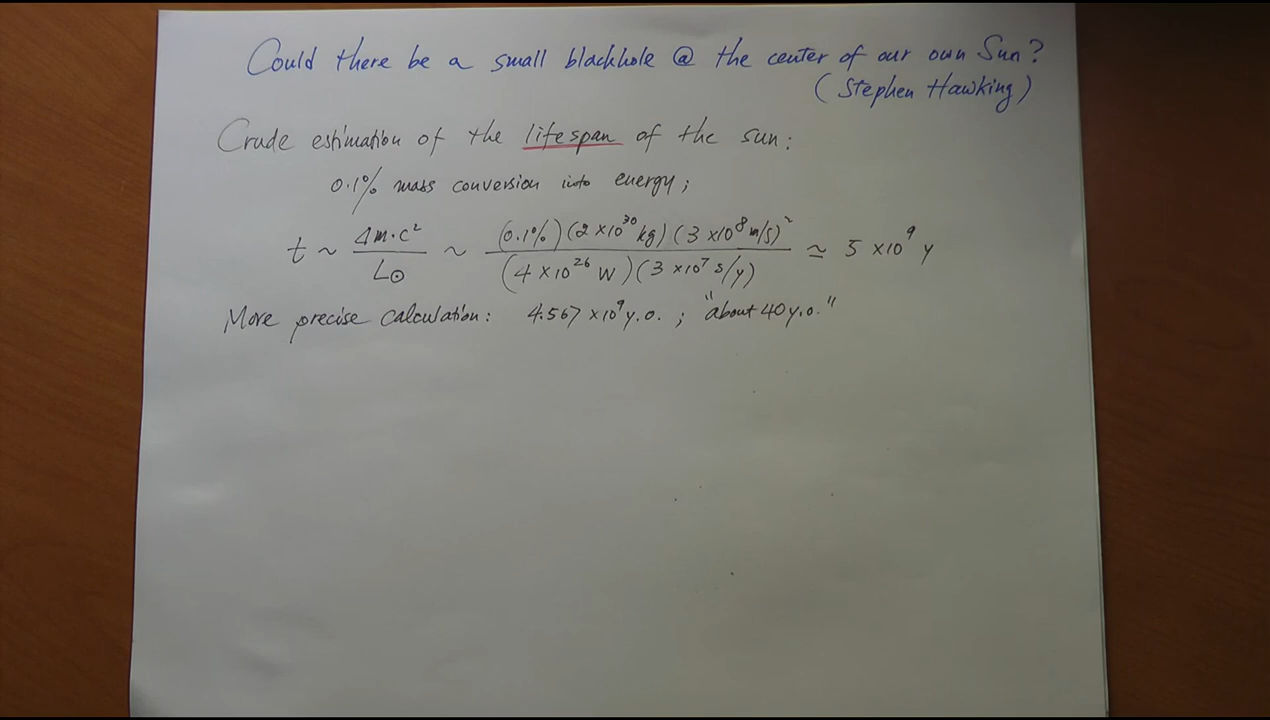 Could there be a small blackhole @ the center of our own Sun?
(Stephen Hawking)
Crude estimation of the lifespan of the sun:
0.1% mass conversion into energy;
t ~ Δm·c² / L⊙ ~ (0.1%)(2×10³⁰ kg)(3×10⁸ m/s)² / (4×10²⁶ W)(3×10⁷ s/y) ≃ 5×10⁹ y
More precise calculation: 4.567×10⁹ y.o. ; "about 40 y.o."